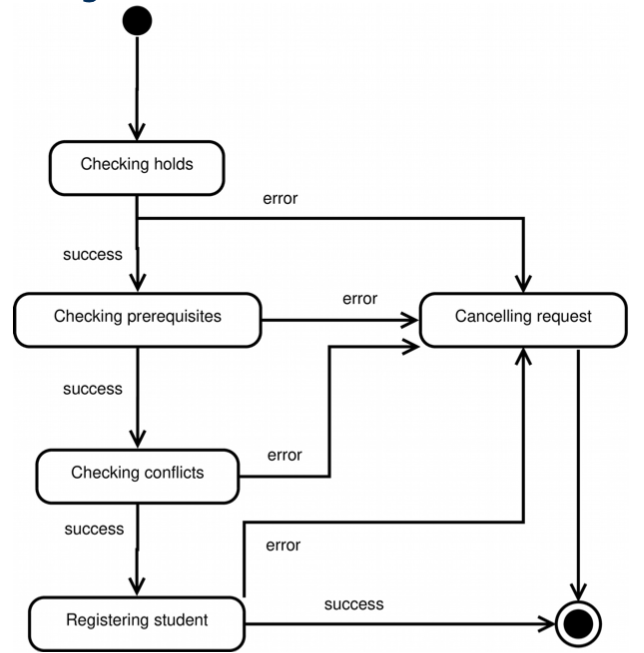 Checking holds
error
success
error
Checking prerequisites
Cancelling request
success
error
Checking conflicts
success
error
success
Registering student